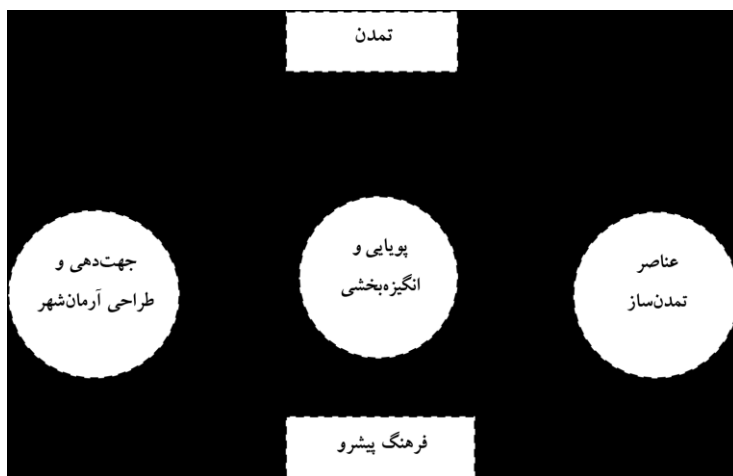 تمدن
عناصر
تمدن‌ساز
پویایی و
انگیزه‌بخشی
جهت‌دهی و
طراحی آرمان‌شهر
فرهنگ پیشرو